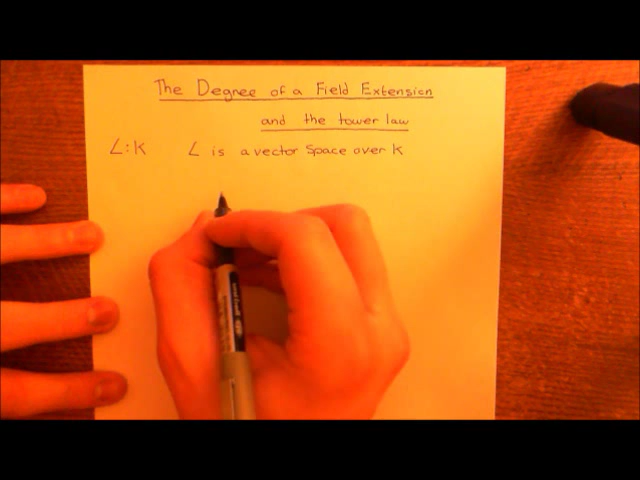 The Degree of a Field Extension
and the tower law
L:K L is a vector Space over K